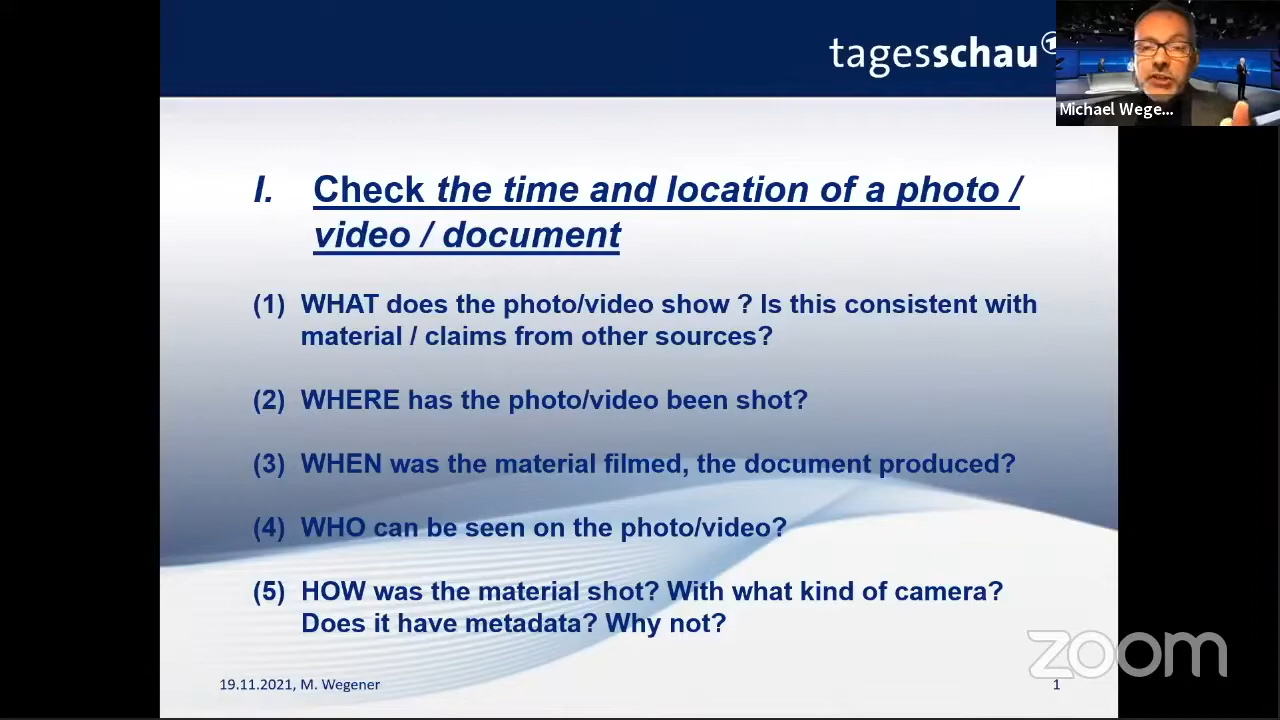 tagesschau
Michael Wege...
I. Check the time and location of a photo /
video / document
(1) WHAT does the photo/video show ? Is this consistent with
material / claims from other sources?
(2) WHERE has the photo/video been shot?
(3) WHEN was the material filmed, the document produced?
(4) WHO can be seen on the photo/video?
(5) HOW was the material shot? With what kind of camera?
Does it have metadata? Why not?
zoom
19.11.2021, M. Wegener
1